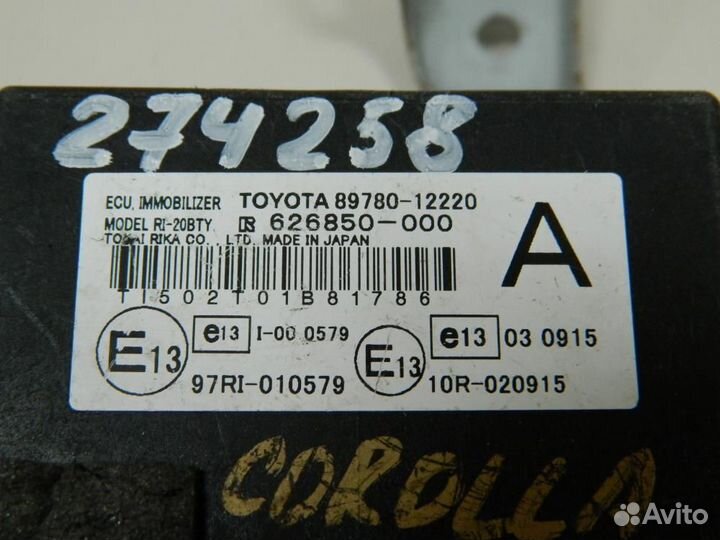 274258
ECU, IMMOBILIZER TOYOTA 89780-12220
MODEL RI-20BTY 626850-000
TOKAI RIKA CO., LTD. MADE IN JAPAN
A
T1502T01B81786
E13 e13 I-00 0579 E13 e13 03 0915
97RI-010579 10R-020915
COROLLA
Avito